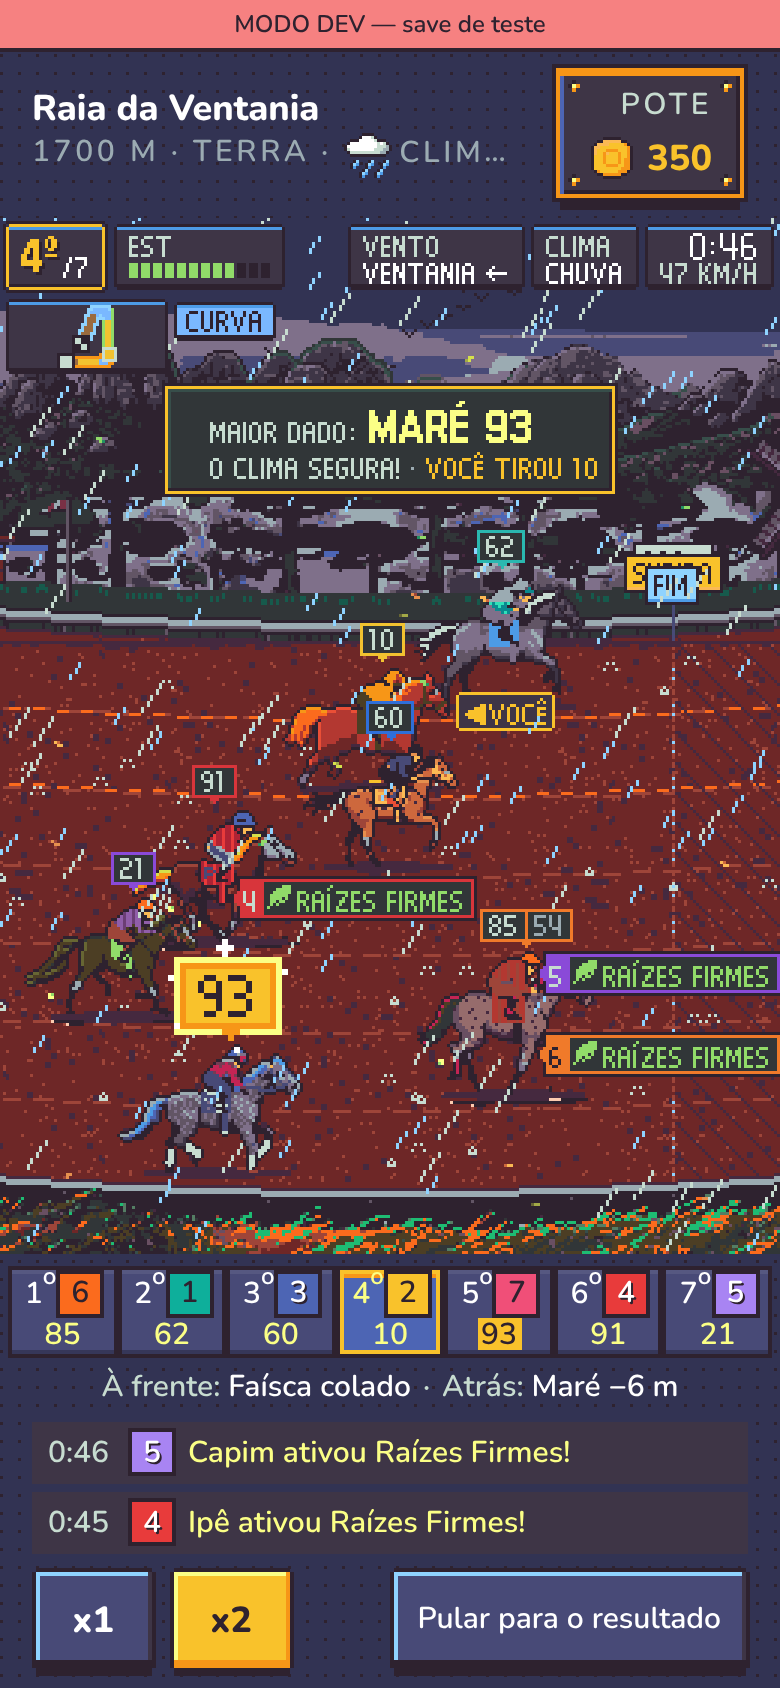 MODO DEV — save de teste
Raia da Ventania
1700 M · TERRA · CLIM…
POTE
350
4º /7
EST
VENTO
VENTANIA ←
CLIMA
CHUVA
0:46
47 KM/H
CURVA
MAIOR DADO: MARÉ 93
O CLIMA SEGURA! · VOCÊ TIROU 10
62
FIM
10
60
VOCÊ
91
21
4 RAÍZES FIRMES
85 54
5 RAÍZES FIRMES
93
6 RAÍZES FIRMES
1º 6 2º 1 3º 3 4º 2 5º 7 6º 4 7º 5
85 62 60 10 93 91 21
À frente: Faísca colado · Atrás: Maré −6 m
0:46 5 Capim ativou Raízes Firmes!
0:45 4 Ipê ativou Raízes Firmes!
x1 x2 Pular para o resultado